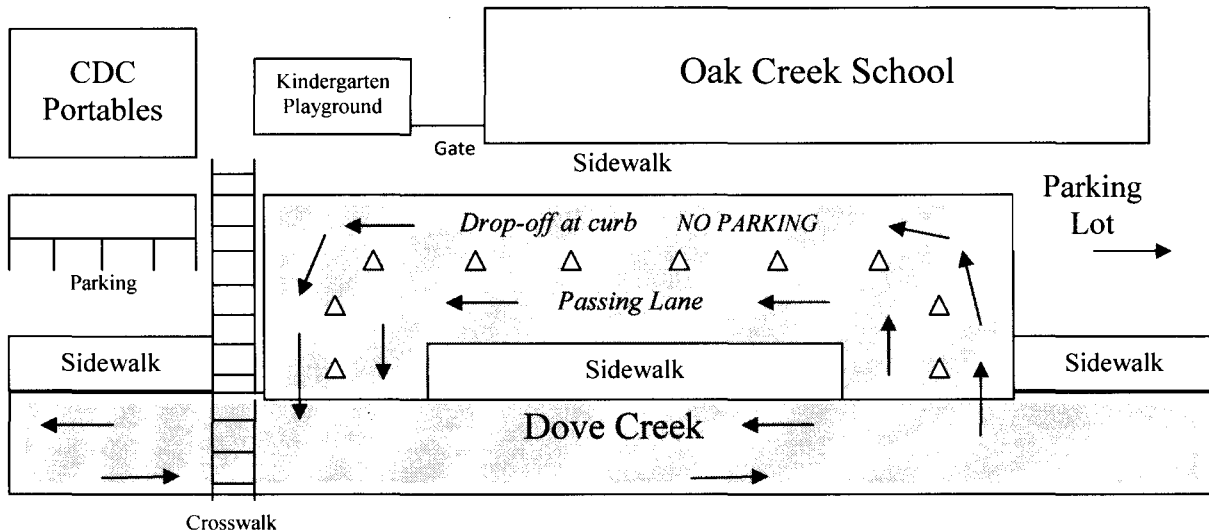 CDC
Portables
Kindergarten
Playground
Oak Creek School
Gate
Sidewalk
Parking
Lot
Drop-off at curb NO PARKING
Parking
Passing Lane
Sidewalk
Sidewalk
Sidewalk
Dove Creek
Crosswalk